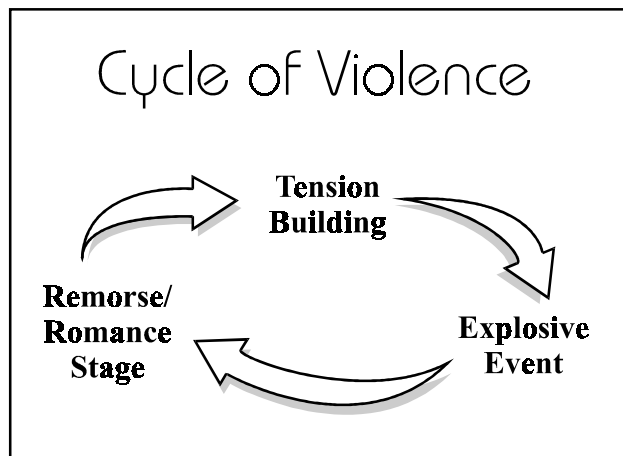 Cycle of Violence
Tension
Building
Remorse/
Romance
Stage
Explosive
Event